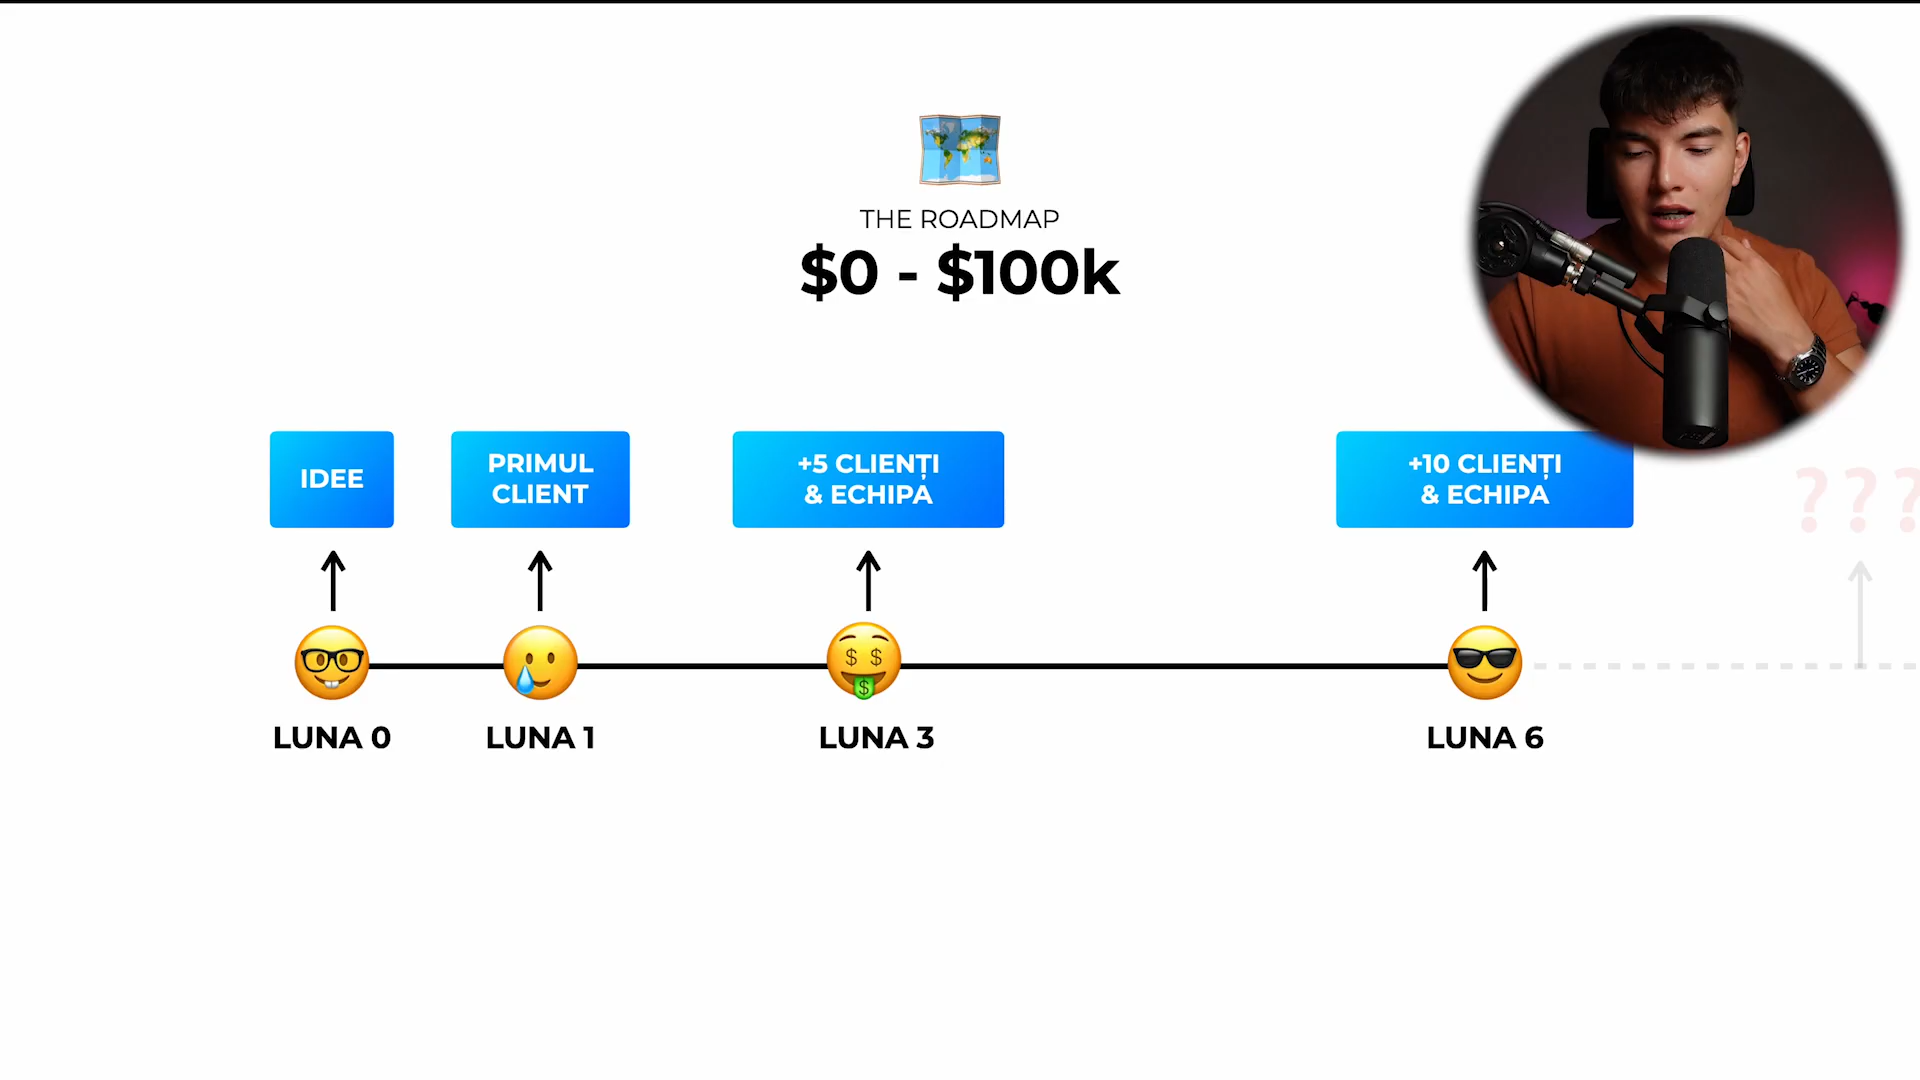 THE ROADMAP
$0 - $100k
IDEE
PRIMUL
CLIENT
+5 CLIENȚI
& ECHIPA
+10 CLIENȚI
& ECHIPA
???
LUNA 0
LUNA 1
LUNA 3
LUNA 6